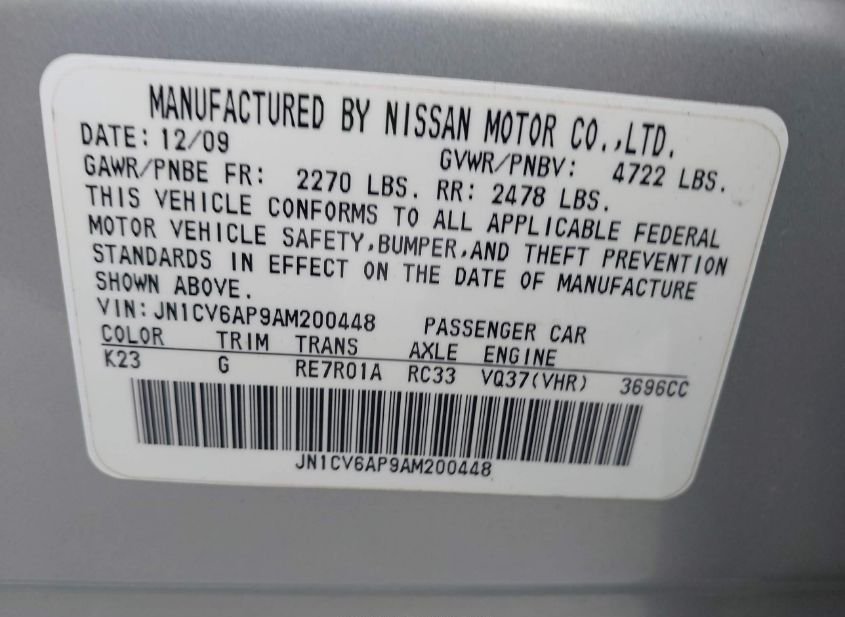 MANUFACTURED BY NISSAN MOTOR CO.,LTD.
DATE: 12/09 GVWR/PNBV: 4722 LBS.
GAWR/PNBE FR: 2270 LBS. RR: 2478 LBS.
THIS VEHICLE CONFORMS TO ALL APPLICABLE FEDERAL
MOTOR VEHICLE SAFETY,BUMPER,AND THEFT PREVENTION
STANDARDS IN EFFECT ON THE DATE OF MANUFACTURE
SHOWN ABOVE.
VIN: JN1CV6AP9AM200448 PASSENGER CAR
COLOR TRIM TRANS AXLE ENGINE
K23 G RE7R01A RC33 VQ37(VHR) 3696CC
JN1CV6AP9AM200448